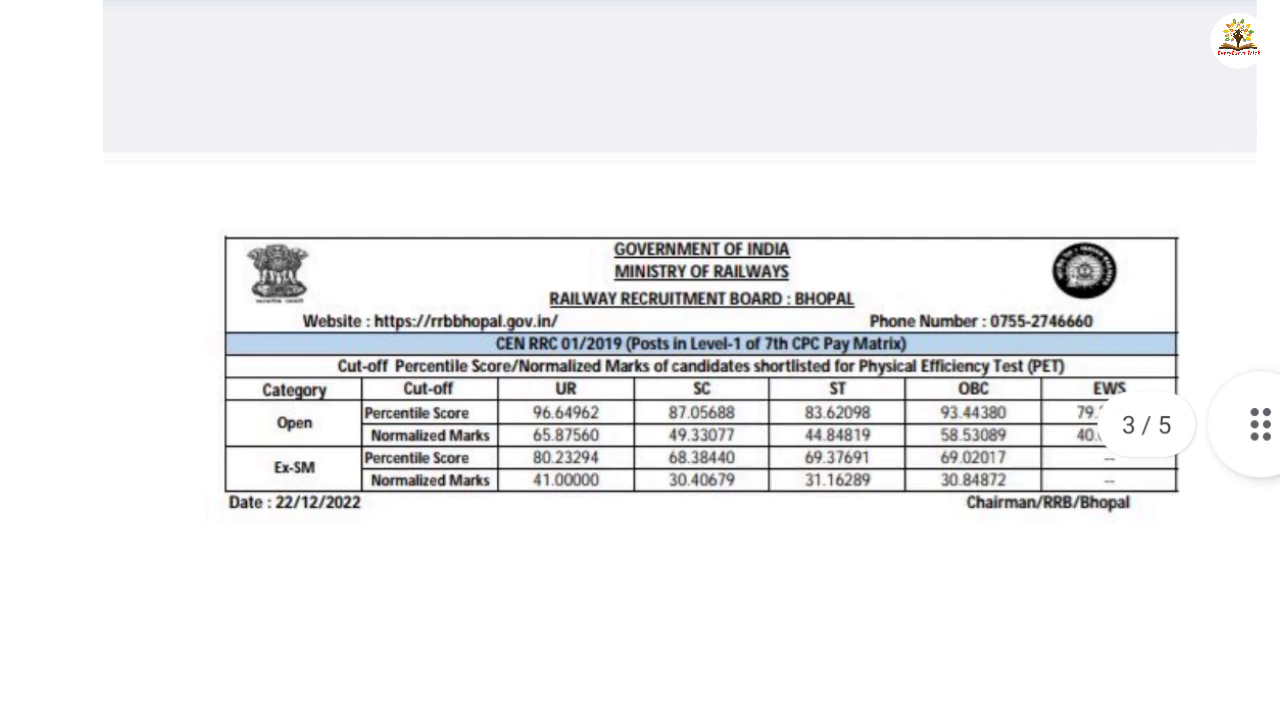 GOVERNMENT OF INDIA
MINISTRY OF RAILWAYS
RAILWAY RECRUITMENT BOARD : BHOPAL
Website : https://rrbbhopal.gov.in/ Phone Number : 0755-2746660
CEN RRC 01/2019 (Posts in Level-1 of 7th CPC Pay Matrix)
Cut-off Percentile Score/Normalized Marks of candidates shortlisted for Physical Efficiency Test (PET)
Category Cut-off UR SC ST OBC EWS
Open Percentile Score 96.64962 87.05688 83.62098 93.44380
Normalized Marks 65.87560 49.33077 44.84819 58.53089
Ex-SM Percentile Score 80.23294 68.38440 69.37691 69.02017 --
Normalized Marks 41.00000 30.40679 31.16289 30.84872 --
Date : 22/12/2022 Chairman/RRB/Bhopal
3 / 5